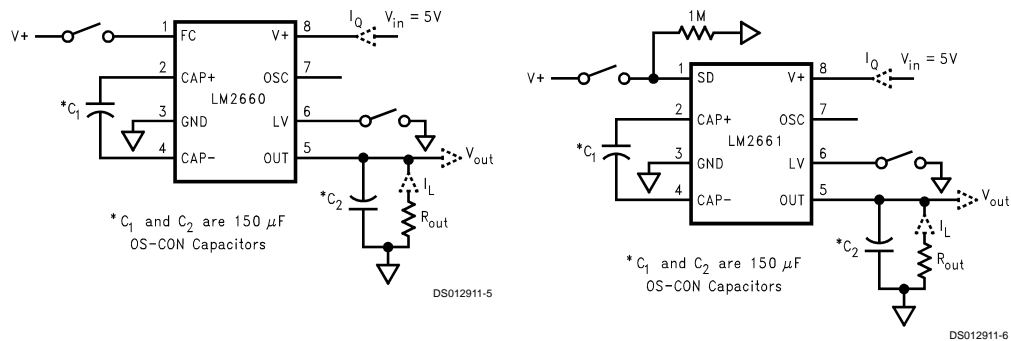 V+
1
FC
V+
8
I_Q
V_in = 5V
2
CAP+
OSC
7
*C_1
LM2660
3
GND
LV
6
4
CAP-
OUT
5
V_out
*C_2
I_L
R_out
*C_1 and C_2 are 150 μF
OS-CON Capacitors
DS012911-5
1M
V+
1
SD
V+
8
I_Q
V_in = 5V
2
CAP+
OSC
7
*C_1
LM2661
3
GND
LV
6
4
CAP-
OUT
5
V_out
*C_2
I_L
R_out
*C_1 and C_2 are 150 μF
OS-CON Capacitors
DS012911-6